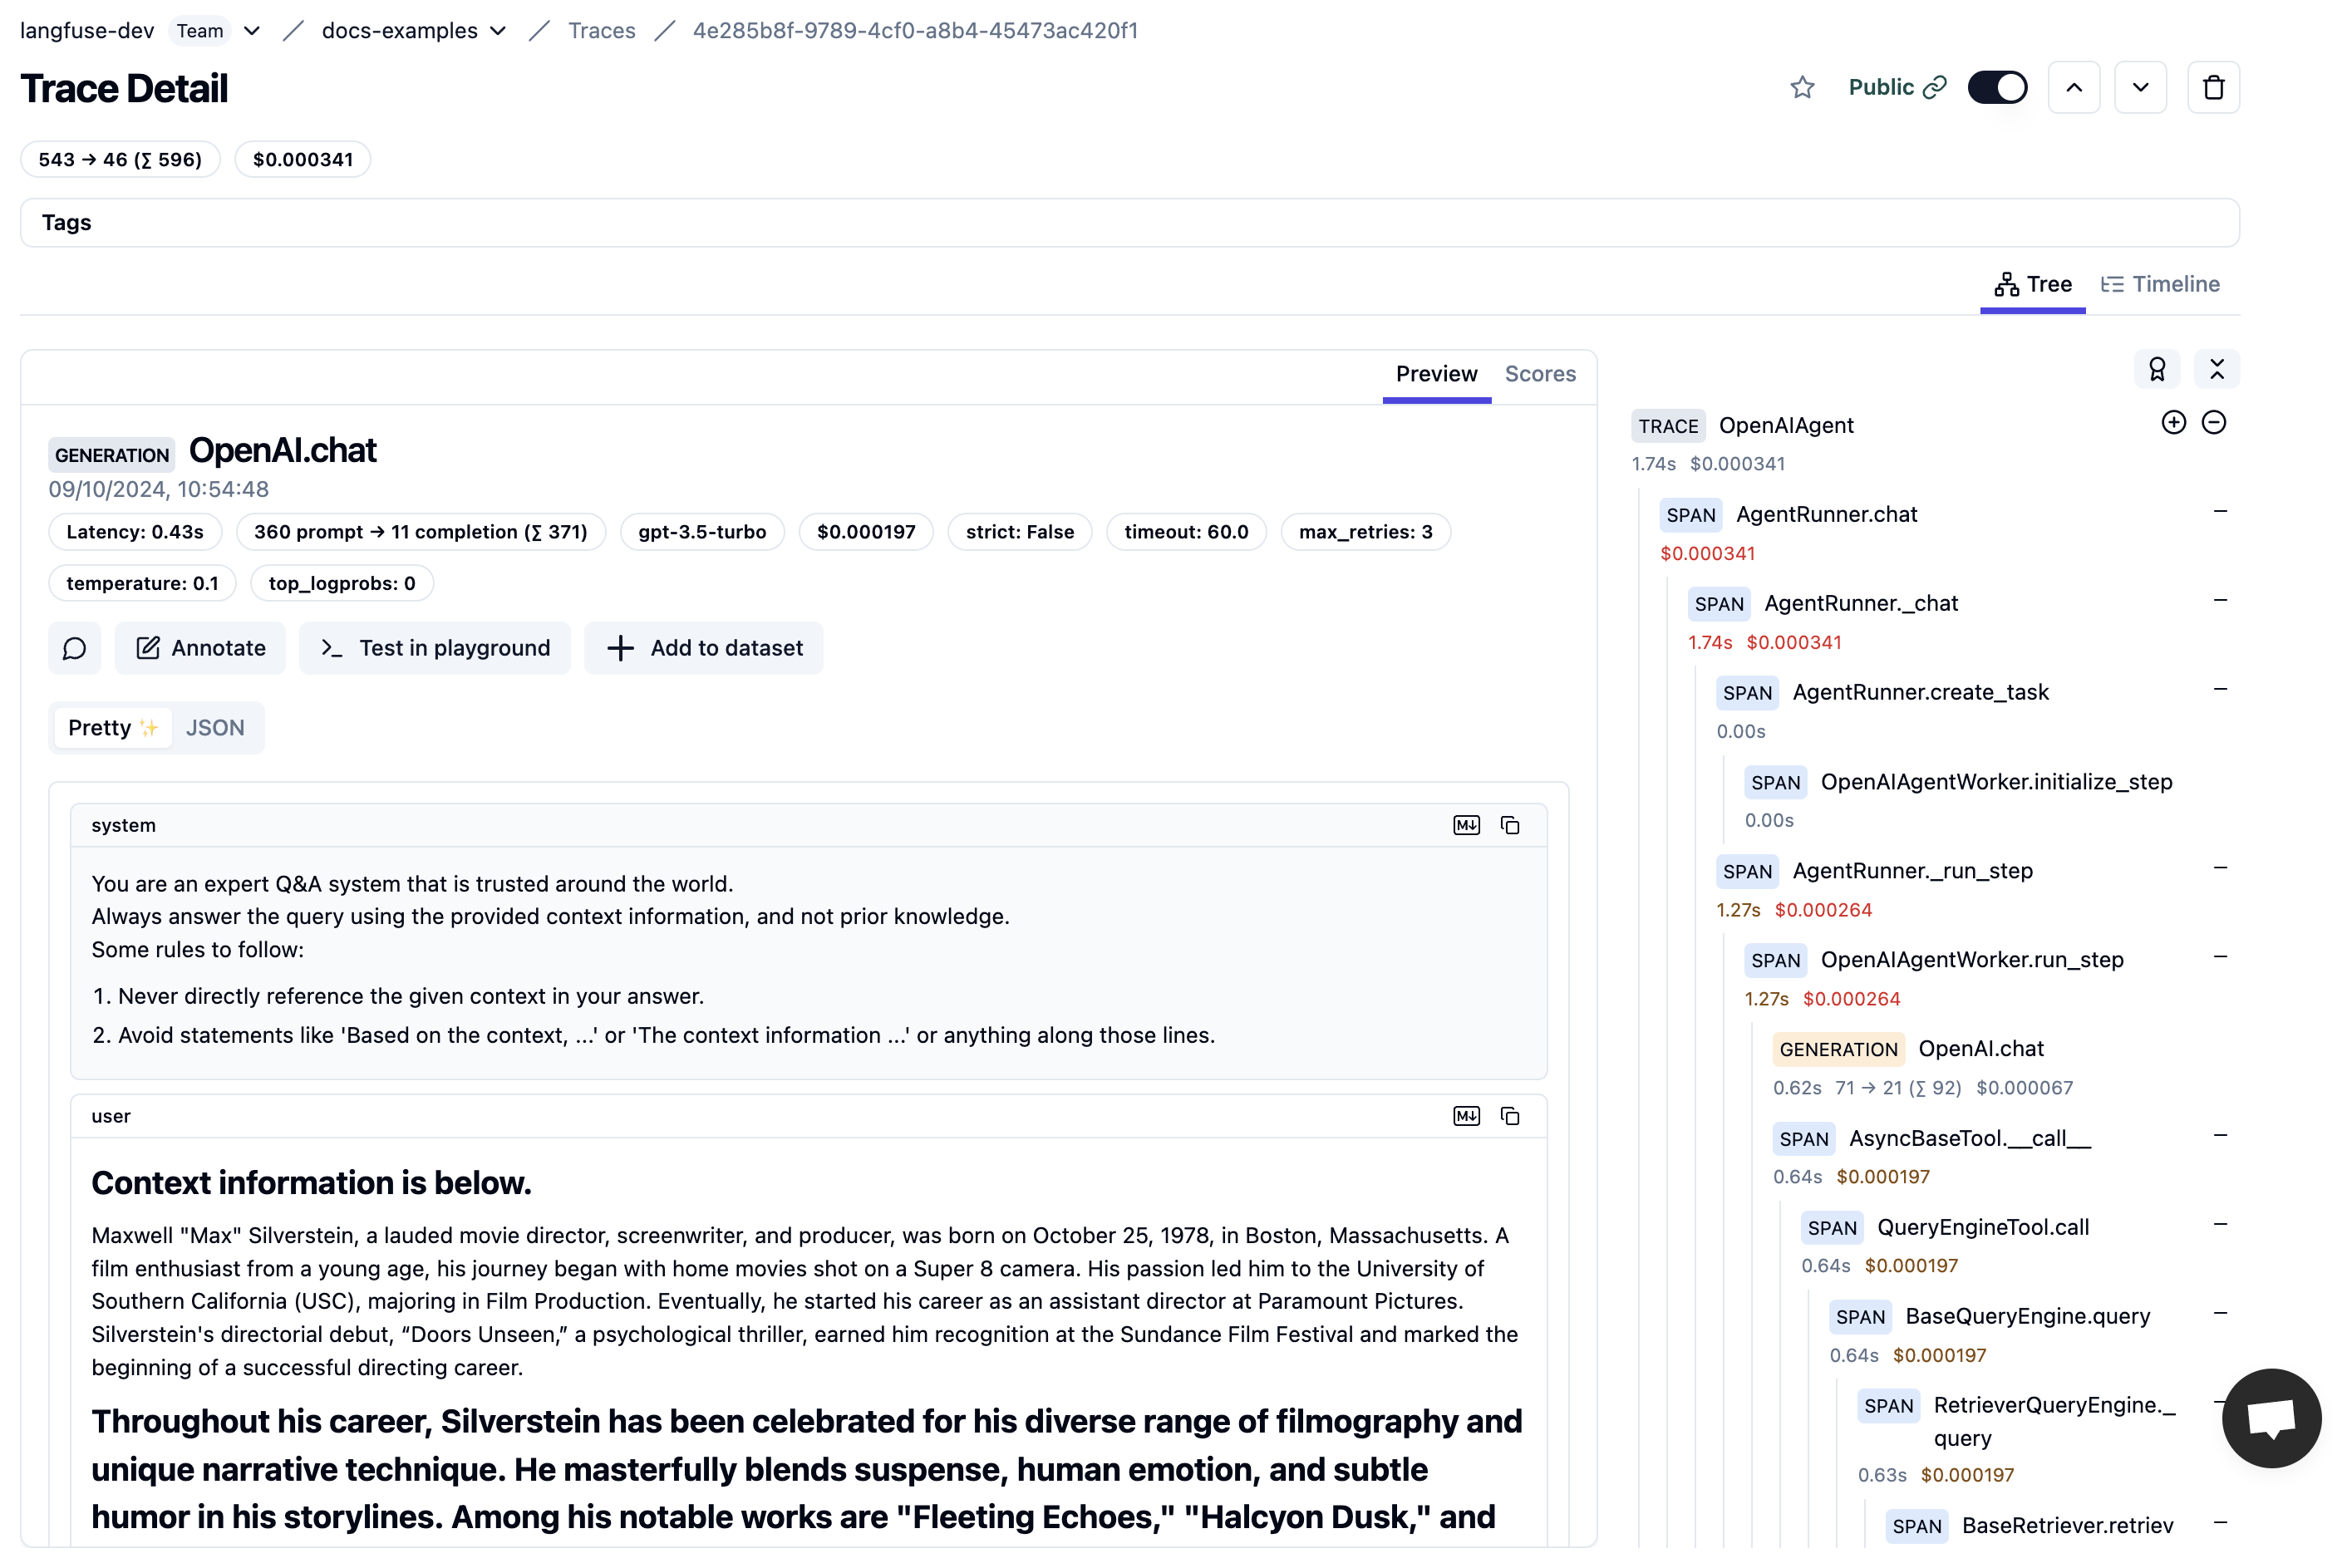 langfuse-dev Team / docs-examples / Traces / 4e285b8f-9789-4cf0-a8b4-45473ac420f1
Trace Detail
Public
543 → 46 (∑ 596) $0.000341
Tags
Tree Timeline
Preview Scores
GENERATION OpenAI.chat
09/10/2024, 10:54:48
Latency: 0.43s 360 prompt → 11 completion (∑ 371) gpt-3.5-turbo $0.000197 strict: False timeout: 60.0 max_retries: 3
temperature: 0.1 top_logprobs: 0
Annotate Test in playground Add to dataset
Pretty ✨ JSON
system
You are an expert Q&A system that is trusted around the world.
Always answer the query using the provided context information, and not prior knowledge.
Some rules to follow:
1. Never directly reference the given context in your answer.
2. Avoid statements like 'Based on the context, ...' or 'The context information ...' or anything along those lines.
user
Context information is below.
Maxwell "Max" Silverstein, a lauded movie director, screenwriter, and producer, was born on October 25, 1978, in Boston, Massachusetts. A
film enthusiast from a young age, his journey began with home movies shot on a Super 8 camera. His passion led him to the University of
Southern California (USC), majoring in Film Production. Eventually, he started his career as an assistant director at Paramount Pictures.
Silverstein's directorial debut, “Doors Unseen,” a psychological thriller, earned him recognition at the Sundance Film Festival and marked the
beginning of a successful directing career.
Throughout his career, Silverstein has been celebrated for his diverse range of filmography and
unique narrative technique. He masterfully blends suspense, human emotion, and subtle
humor in his storylines. Among his notable works are "Fleeting Echoes," "Halcyon Dusk," and
TRACE OpenAIAgent
1.74s $0.000341
SPAN AgentRunner.chat
$0.000341
SPAN AgentRunner._chat
1.74s $0.000341
SPAN AgentRunner.create_task
0.00s
SPAN OpenAIAgentWorker.initialize_step
0.00s
SPAN AgentRunner._run_step
1.27s $0.000264
SPAN OpenAIAgentWorker.run_step
1.27s $0.000264
GENERATION OpenAI.chat
0.62s 71 → 21 (∑ 92) $0.000067
SPAN AsyncBaseTool.__call__
0.64s $0.000197
SPAN QueryEngineTool.call
0.64s $0.000197
SPAN BaseQueryEngine.query
0.64s $0.000197
SPAN RetrieverQueryEngine._
query
0.63s $0.000197
SPAN BaseRetriever.retriev